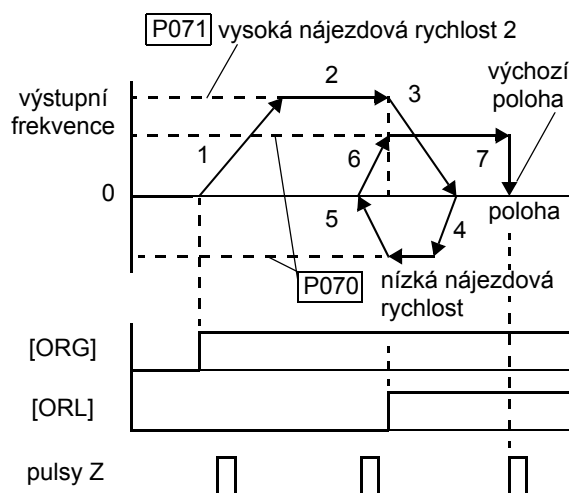 P071 vysoká nájezdová rychlost 2
výstupní
frekvence
2
3
výchozí
poloha
1
6
7
0
5
4
poloha
P070
nízká nájezdová
rychlost
[ORG]
[ORL]
pulsy Z